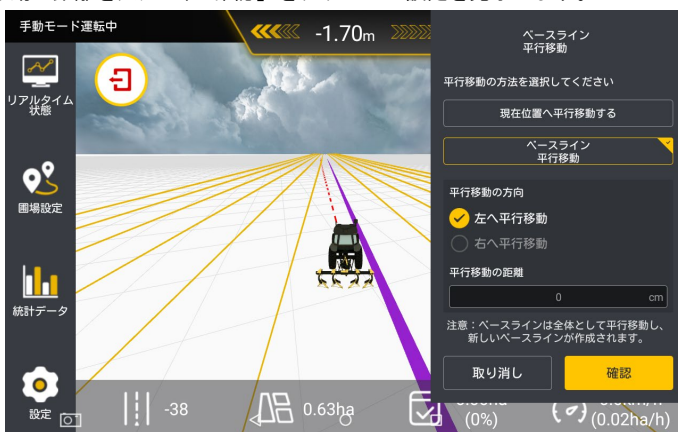 手動モード運転中
-1.70m
リアルタイム
状態
圃場設定
統計データ
設定
-38
0.63ha
(0%)
(0.02ha/h)
ベースライン
平行移動
平行移動の方法を選択してください
現在位置へ平行移動する
ベースライン
平行移動
平行移動の方向
左へ平行移動
右へ平行移動
平行移動の距離
0 cm
注意：ベースラインは全体として平行移動し、
新しいベースラインが作成されます。
取り消し
確認